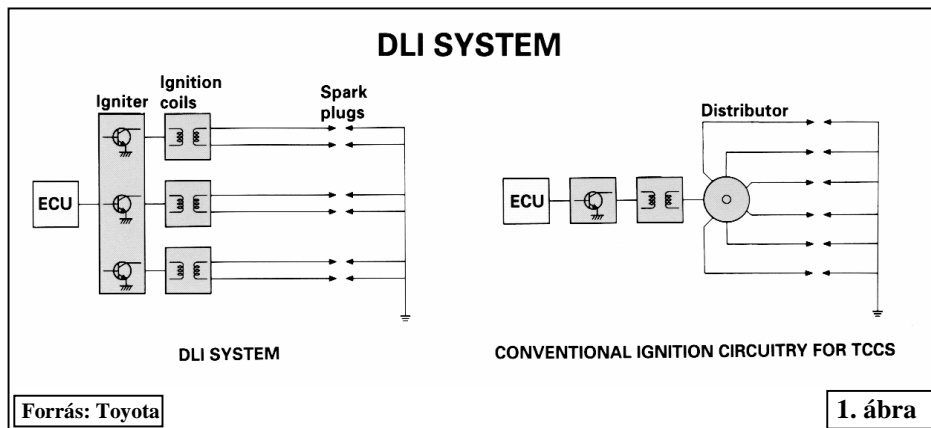 DLI SYSTEM
Igniter
Ignition
coils
Spark
plugs
ECU
DLI SYSTEM
Distributor
ECU
CONVENTIONAL IGNITION CIRCUITRY FOR TCCS
Forrás: Toyota
1. ábra